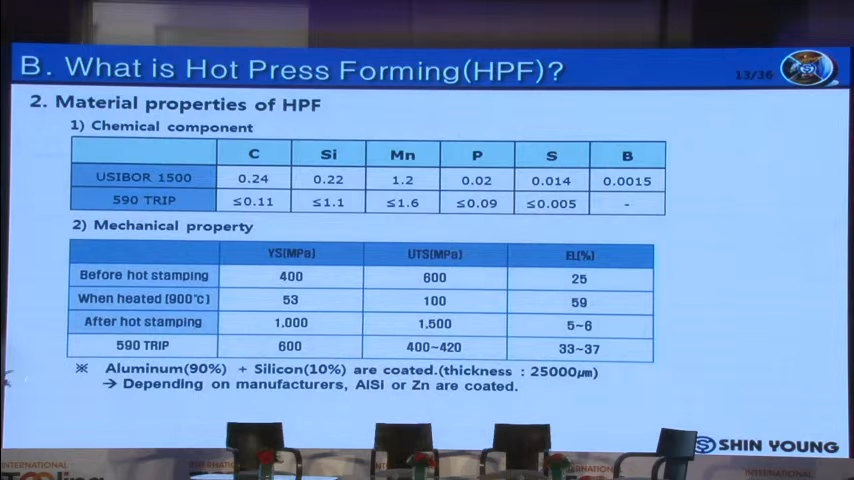 B. What is Hot Press Forming(HPF)?
13/36
2. Material properties of HPF
1) Chemical component
C Si Mn P S B
USIBOR 1500 0.24 0.22 1.2 0.02 0.014 0.0015
590 TRIP ≤0.11 ≤1.1 ≤1.6 ≤0.09 ≤0.005 -
2) Mechanical property
YS(MPa) UTS(MPa) EL(%)
Before hot stamping 400 600 25
When heated (900℃) 53 100 59
After hot stamping 1,000 1,500 5~6
590 TRIP 600 400~420 33~37
※ Aluminum(90%) + Silicon(10%) are coated.(thickness : 25000㎛)
→ Depending on manufacturers, AlSi or Zn are coated.
SHIN YOUNG
INTERNATIONAL
INTERNATIONAL
INTERNATIONAL